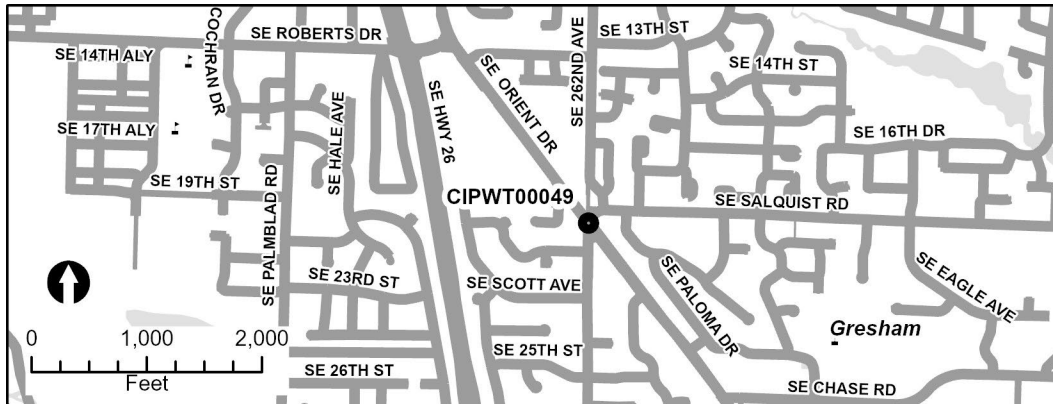 SE 14TH ALY
COCHRAN DR
SE ROBERTS DR
SE 13TH ST
SE 262ND AVE
SE ORIENT DR
SE 14TH ST
SE HWY 26
SE 17TH ALY
SE HALE AVE
SE 16TH DR
SE 19TH ST
SE PALMBLAD RD
CIPWT00049
SE SALQUIST RD
SE 23RD ST
SE SCOTT AVE
SE PALOMA DR
SE EAGLE AVE
Gresham
SE 25TH ST
SE 26TH ST
SE CHASE RD
0 1,000 2,000
Feet